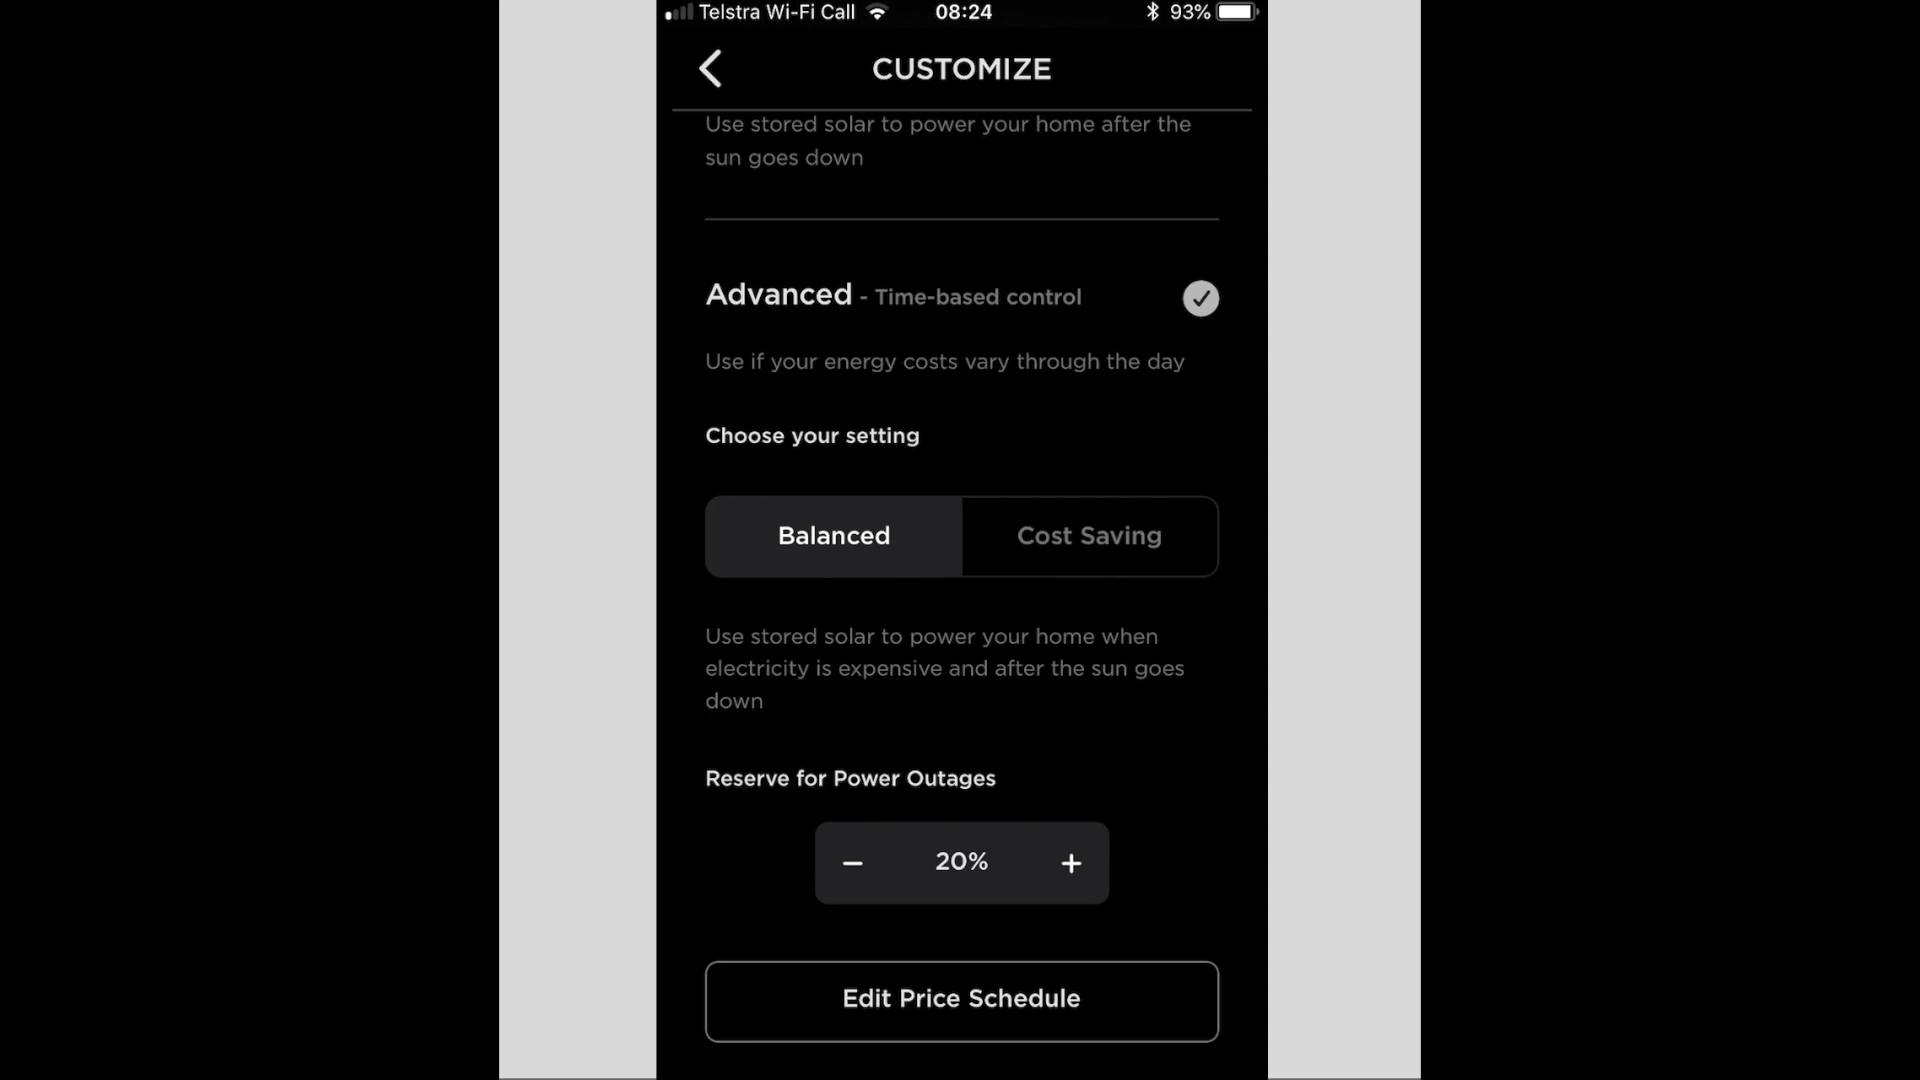 Telstra Wi-Fi Call 08:24 93%
CUSTOMIZE
Use stored solar to power your home after the
sun goes down
Advanced - Time-based control
Use if your energy costs vary through the day
Choose your setting
Balanced Cost Saving
Use stored solar to power your home when
electricity is expensive and after the sun goes
down
Reserve for Power Outages
− 20% +
Edit Price Schedule